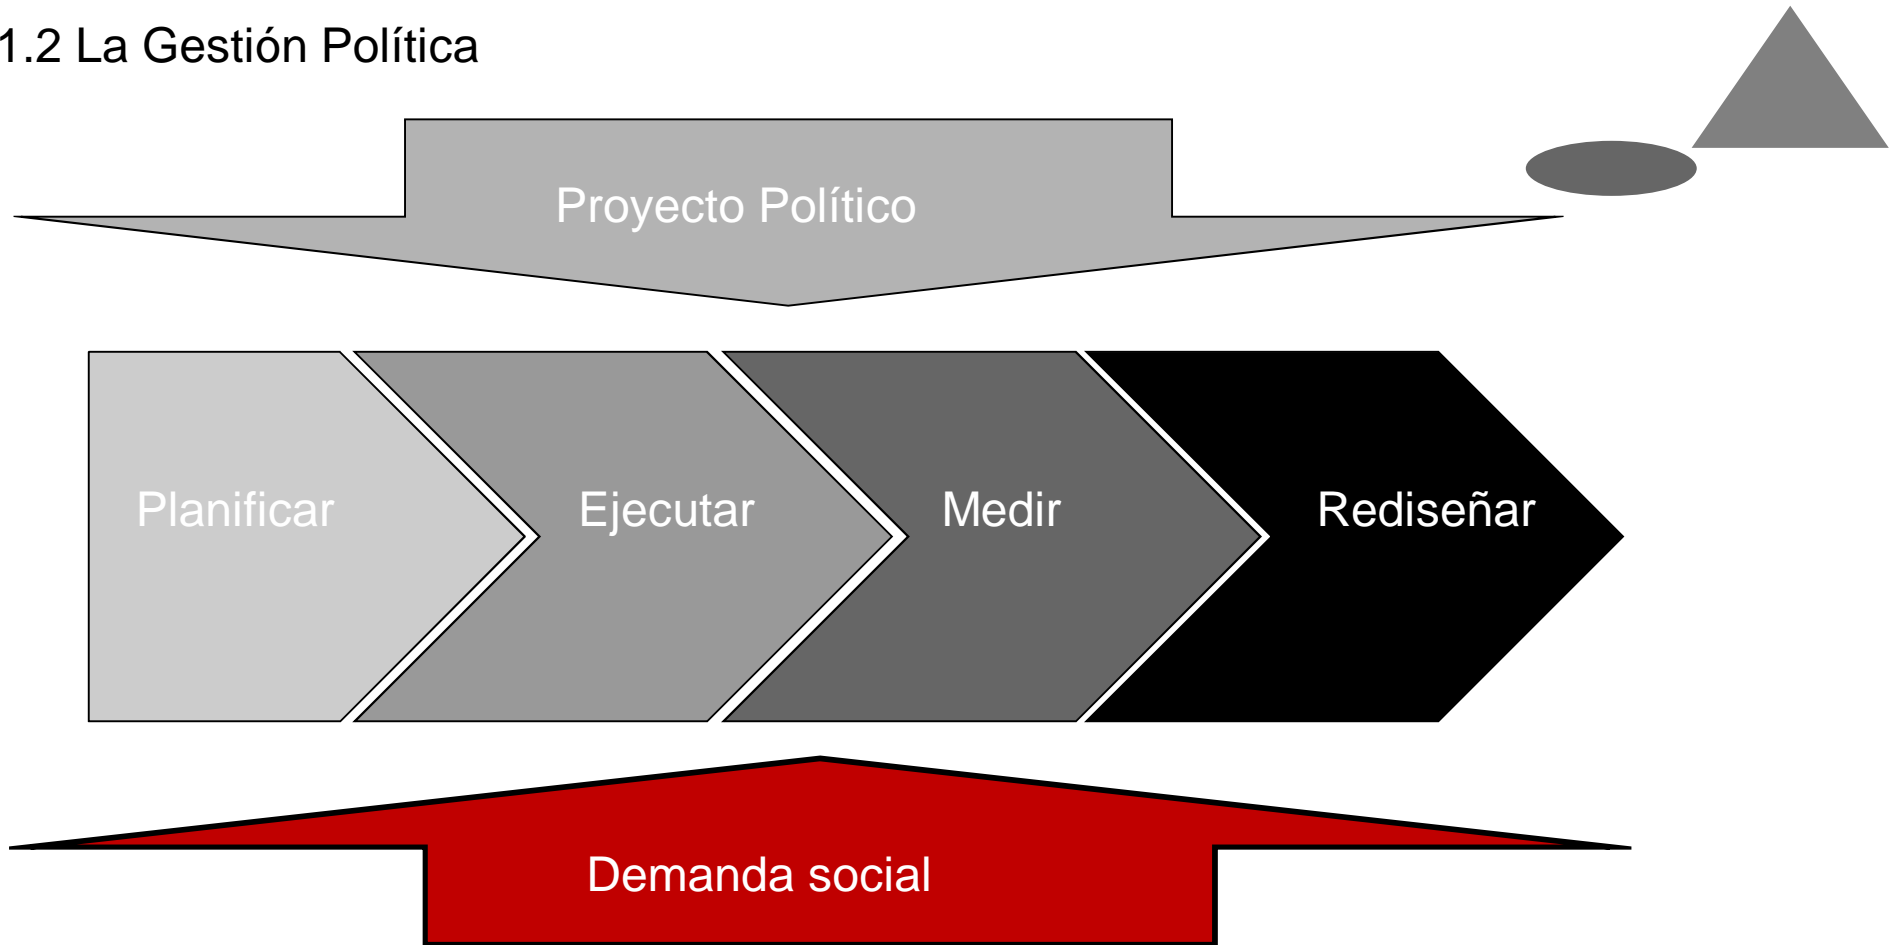 1.2 La Gestión Política
Proyecto Político
Planificar
Ejecutar
Medir
Rediseñar
Demanda social